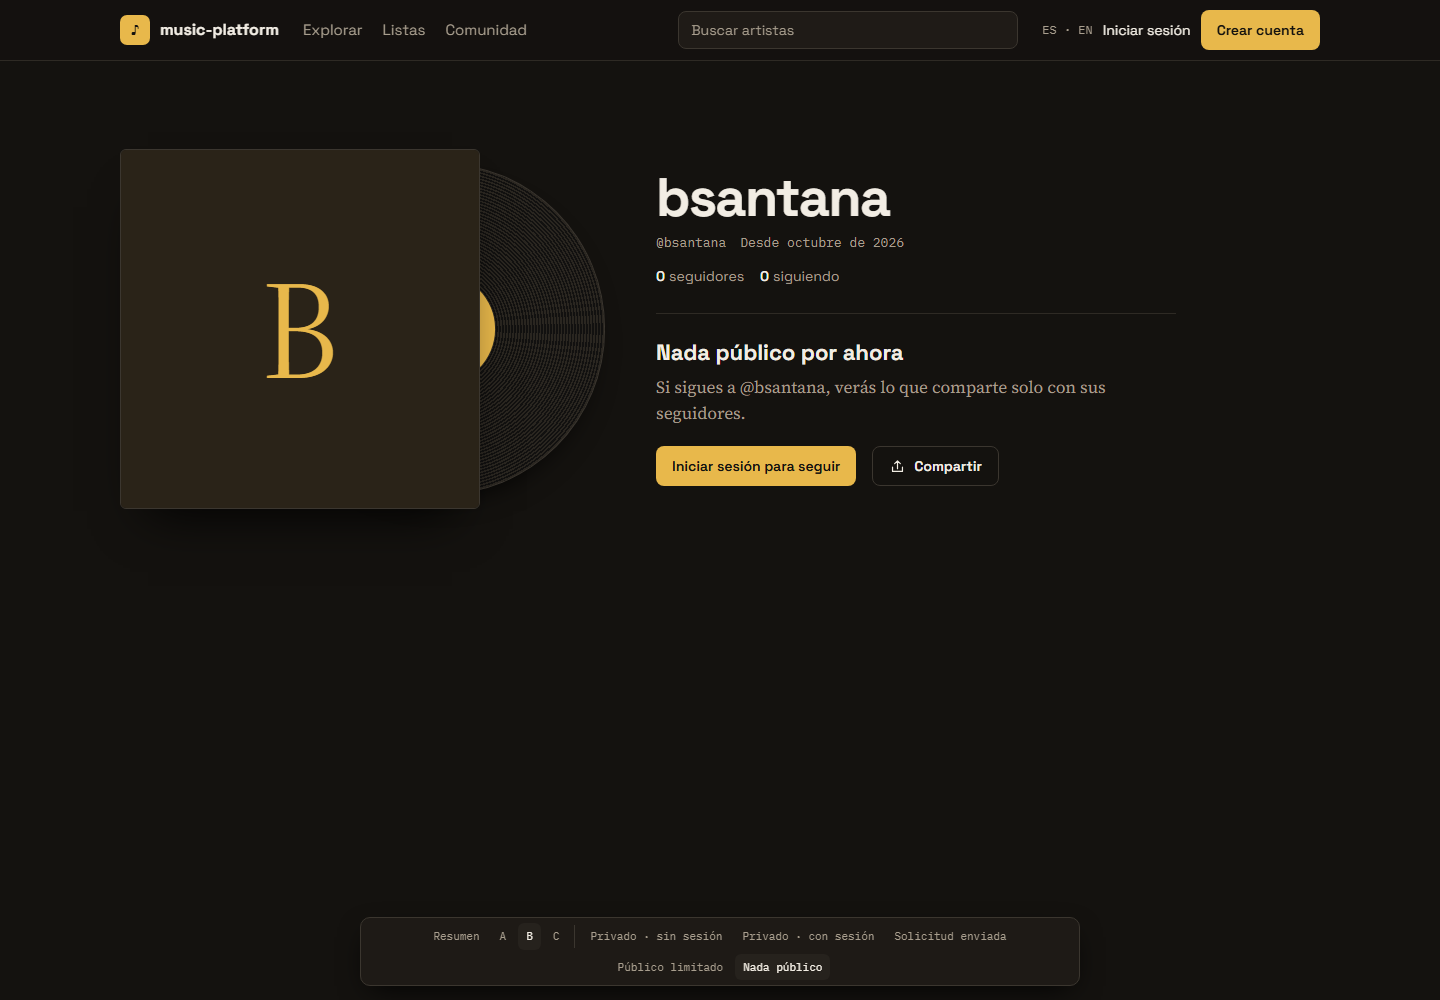 ♪ music-platform Explorar Listas Comunidad Buscar artistas ES · EN Iniciar sesión Crear cuenta
B
bsantana
@bsantana Desde octubre de 2026
0 seguidores 0 siguiendo
Nada público por ahora
Si sigues a @bsantana, verás lo que comparte solo con sus
seguidores.
Iniciar sesión para seguir Compartir
Resumen A B C Privado · sin sesión Privado · con sesión Solicitud enviada
Público limitado Nada público